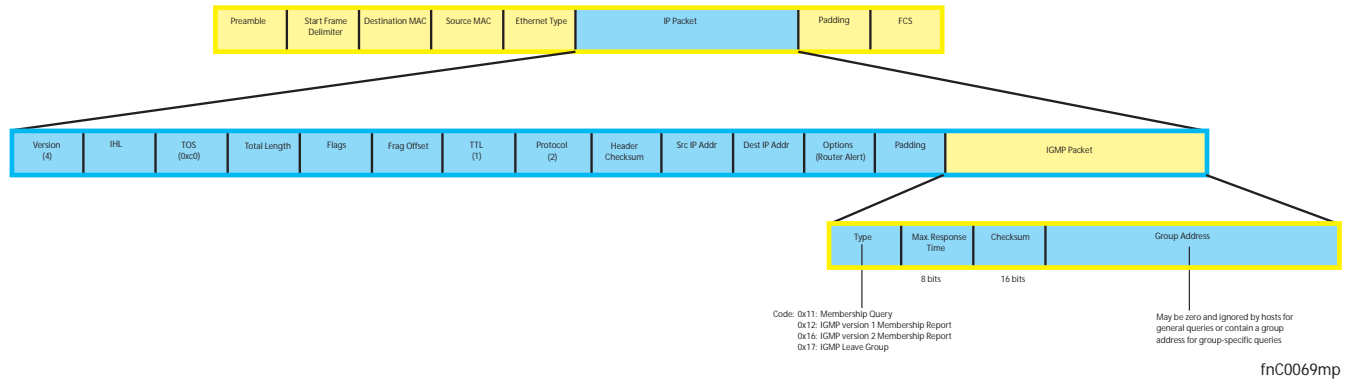 Preamble
Start Frame
Delimiter
Destination MAC
Source MAC
Ethernet Type
IP Packet
Padding
FCS
Version
(4)
IHL
TOS
(0xc0)
Total Length
Flags
Frag Offset
TTL
(1)
Protocol
(2)
Header
Checksum
Src IP Addr
Dest IP Addr
Options
(Router Alert)
Padding
IGMP Packet
Type
Max. Response
Time
Checksum
Group Address
8 bits
16 bits
Code: 0x11: Membership Query
0x12: IGMP version 1 Membership Report
0x16: IGMP version 2 Membership Report
0x17: IGMP Leave Group
May be zero and ignored by hosts for
general queries or contain a group
address for group-specific queries
fnC0069mp